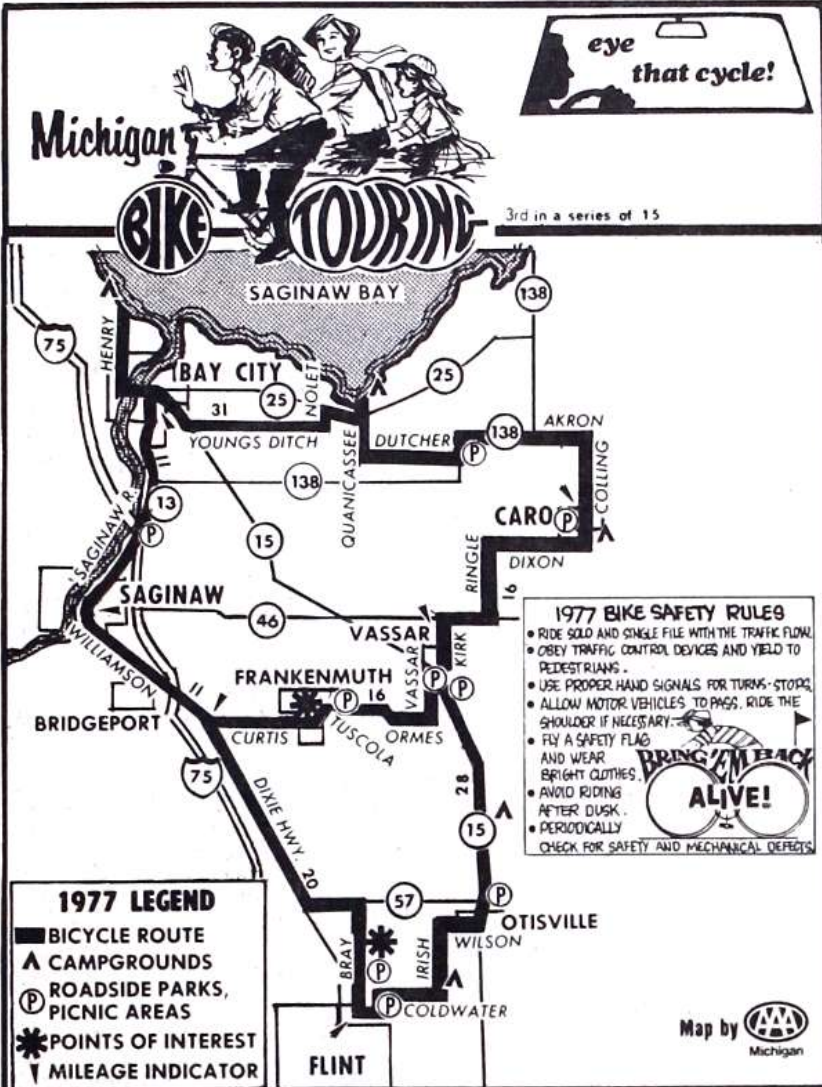 eye
that cycle!
Michigan
BIKE TOURING
3rd in a series of 15
SAGINAW BAY
138
75
HENRY
BAY CITY
25
NOLET
25
31
YOUNGS DITCH
QUANICASSEE
DUTCHER
138
AKRON
P
COLLING
11
138
13
CARO
P
SAGINAW R.
P
15
RINGLE
DIXON
16
SAGINAW
46
VASSAR
KIRK
WILLIAMSON
FRANKENMUTH
VASSAR
P
P
11
P
16
BRIDGEPORT
CURTIS
TUSCOLA
ORMES
75
28
DIXIE HWY. 20
15
57
P
OTISVILLE
BRAY
IRISH
WILSON
P
P
COLDWATER
FLINT
1977 BIKE SAFETY RULES
• RIDE SOLO AND SINGLE FILE WITH THE TRAFFIC FLOW.
• OBEY TRAFFIC CONTROL DEVICES AND YIELD TO
PEDESTRIANS.
• USE PROPER HAND SIGNALS FOR TURNS-STOPS.
• ALLOW MOTOR VEHICLES TO PASS. RIDE THE
SHOULDER IF NECESSARY.
• FLY A SAFETY FLAG
AND WEAR
BRIGHT CLOTHES.
• AVOID RIDING
AFTER DUSK.
• PERIODICALLY
CHECK FOR SAFETY AND MECHANICAL DEFECTS
BRING 'EM BACK
ALIVE!
1977 LEGEND
BICYCLE ROUTE
CAMPGROUNDS
P ROADSIDE PARKS,
PICNIC AREAS
POINTS OF INTEREST
MILEAGE INDICATOR
Map by AAA
Michigan